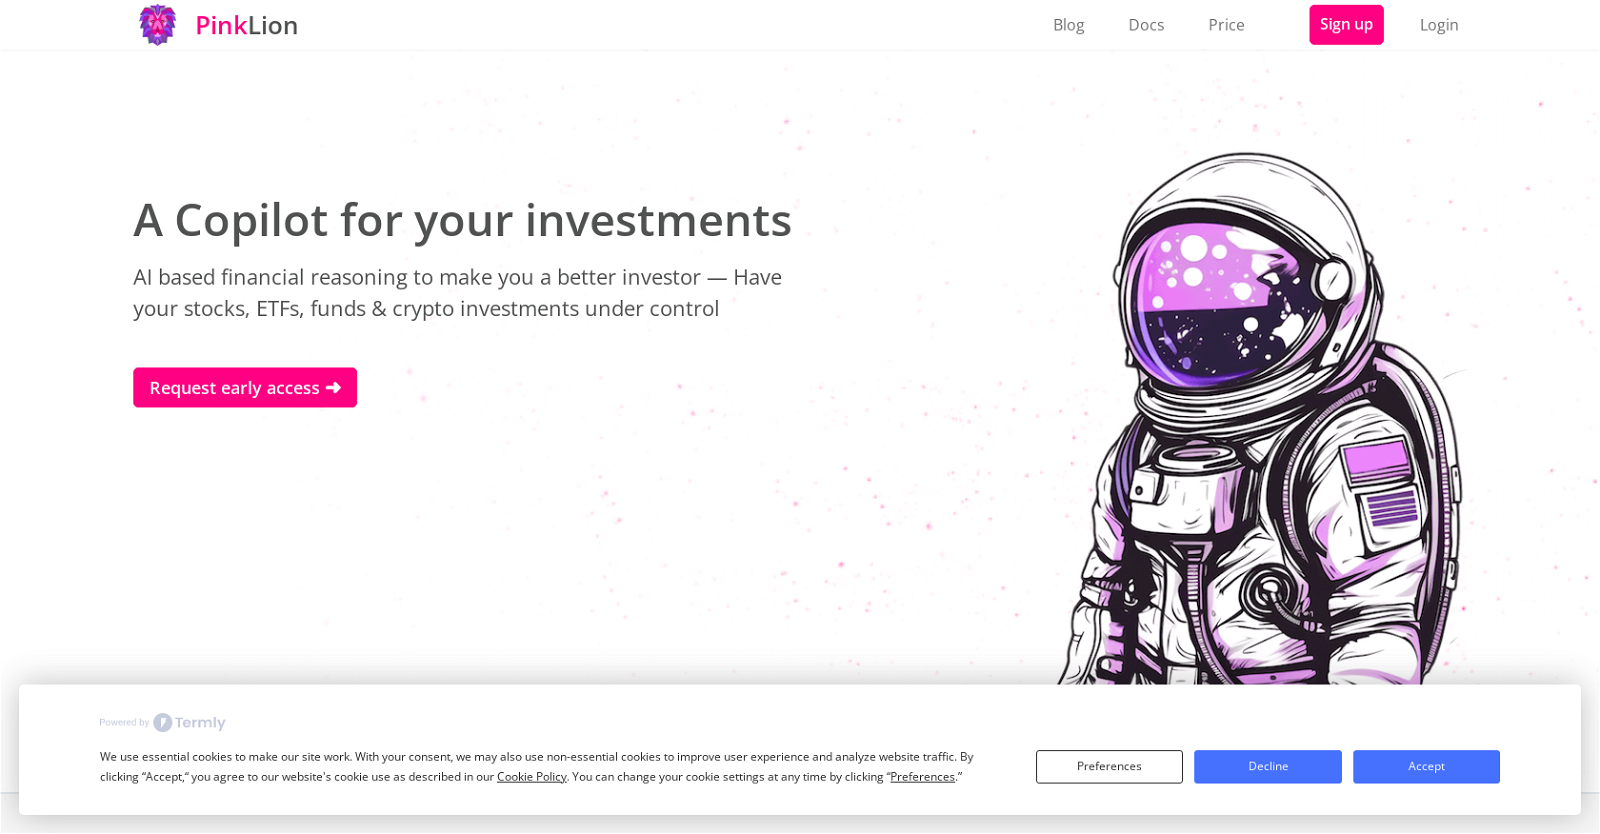 PinkLion
Blog
Docs
Price
Sign up
Login
A Copilot for your investments
AI based financial reasoning to make you a better investor — Have
your stocks, ETFs, funds & crypto investments under control
Request early access ➜
Powered by Termly
We use essential cookies to make our site work. With your consent, we may also use non-essential cookies to improve user experience and analyze website traffic. By
clicking “Accept,“ you agree to our website's cookie use as described in our Cookie Policy. You can change your cookie settings at any time by clicking “Preferences.”
Preferences
Decline
Accept